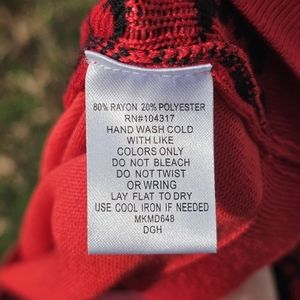 80% RAYON 20% POLYESTER
RN#104317
HAND WASH COLD
WITH LIKE
COLORS ONLY
DO NOT BLEACH
DO NOT TWIST
OR WRING
LAY FLAT TO DRY
USE COOL IRON IF NEEDED
MKMD648
DGH